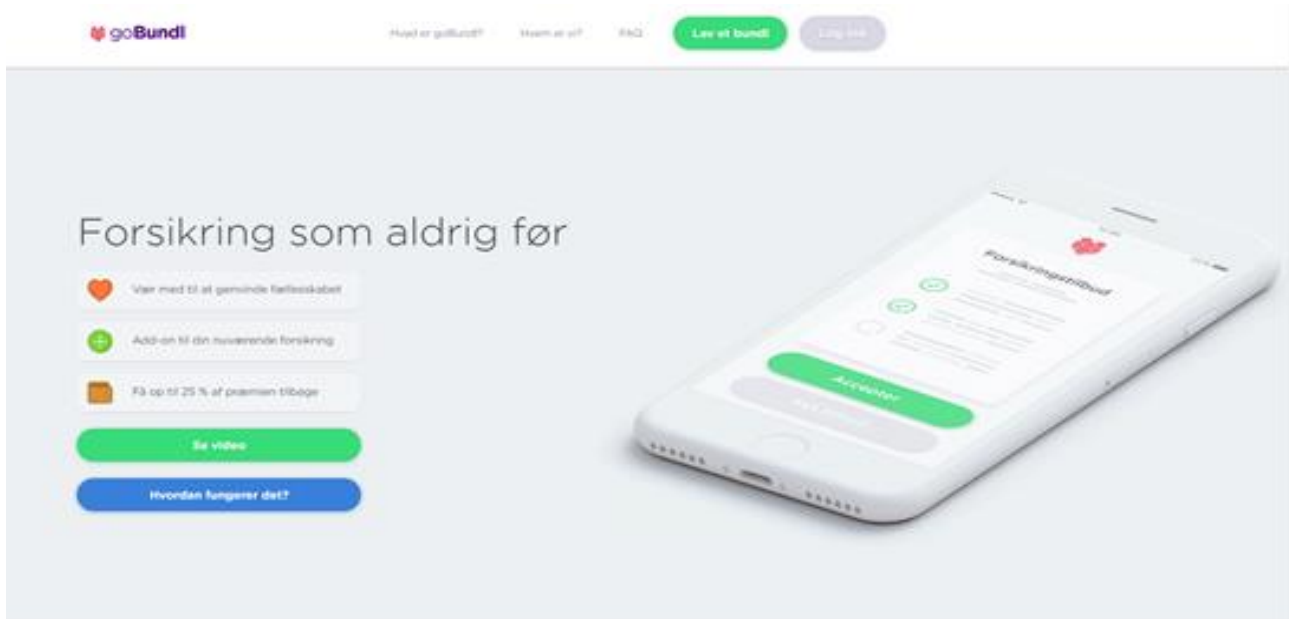 goBundl
Hvad er goBundl?
Hvem er vi?
FAQ
Lav et bundl
Log ind
Forsikring som aldrig før
Vær med til at genvinde fællesskabet
Add-on til din nuværende forsikring
Få op til 25 % af præmien tilbage
Se video
Hvordan fungerer det?
Forsikringstilbud
Accepter